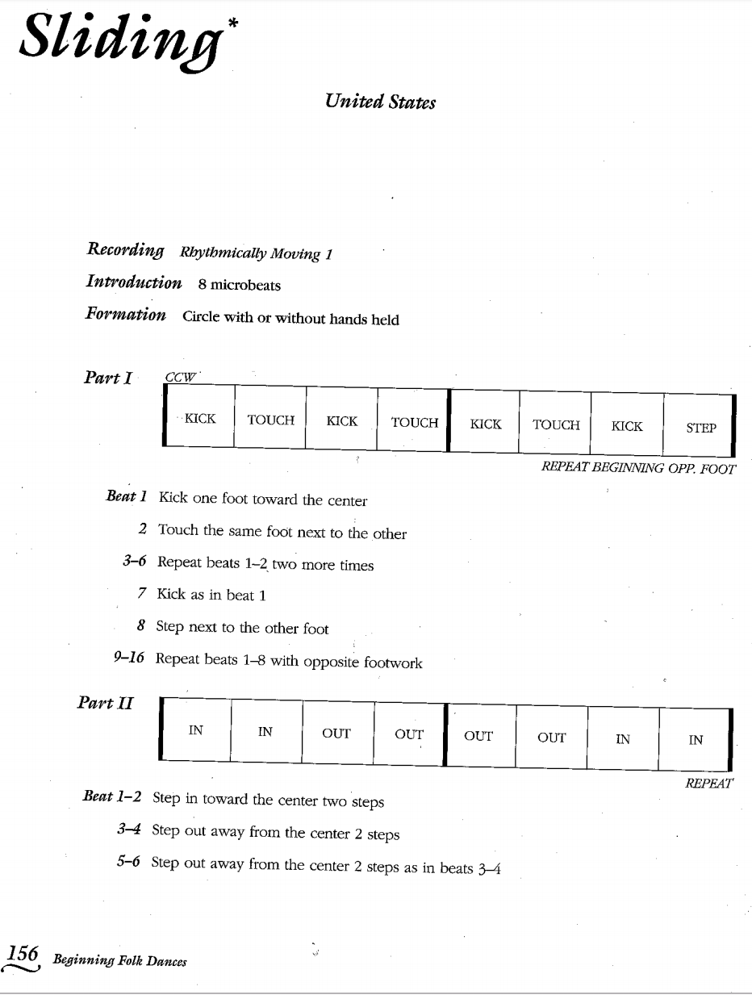 Sliding*
United States
Recording Rhythmically Moving 1
Introduction 8 microbeats
Formation Circle with or without hands held
Part I CCW
KICK TOUCH KICK TOUCH KICK TOUCH KICK STEP
REPEAT BEGINNING OPP. FOOT
Beat 1 Kick one foot toward the center
2 Touch the same foot next to the other
3–6 Repeat beats 1–2 two more times
7 Kick as in beat 1
8 Step next to the other foot
9–16 Repeat beats 1–8 with opposite footwork
Part II
IN IN OUT OUT OUT OUT IN IN
REPEAT
Beat 1–2 Step in toward the center two steps
3–4 Step out away from the center 2 steps
5–6 Step out away from the center 2 steps as in beats 3–4
156 Beginning Folk Dances